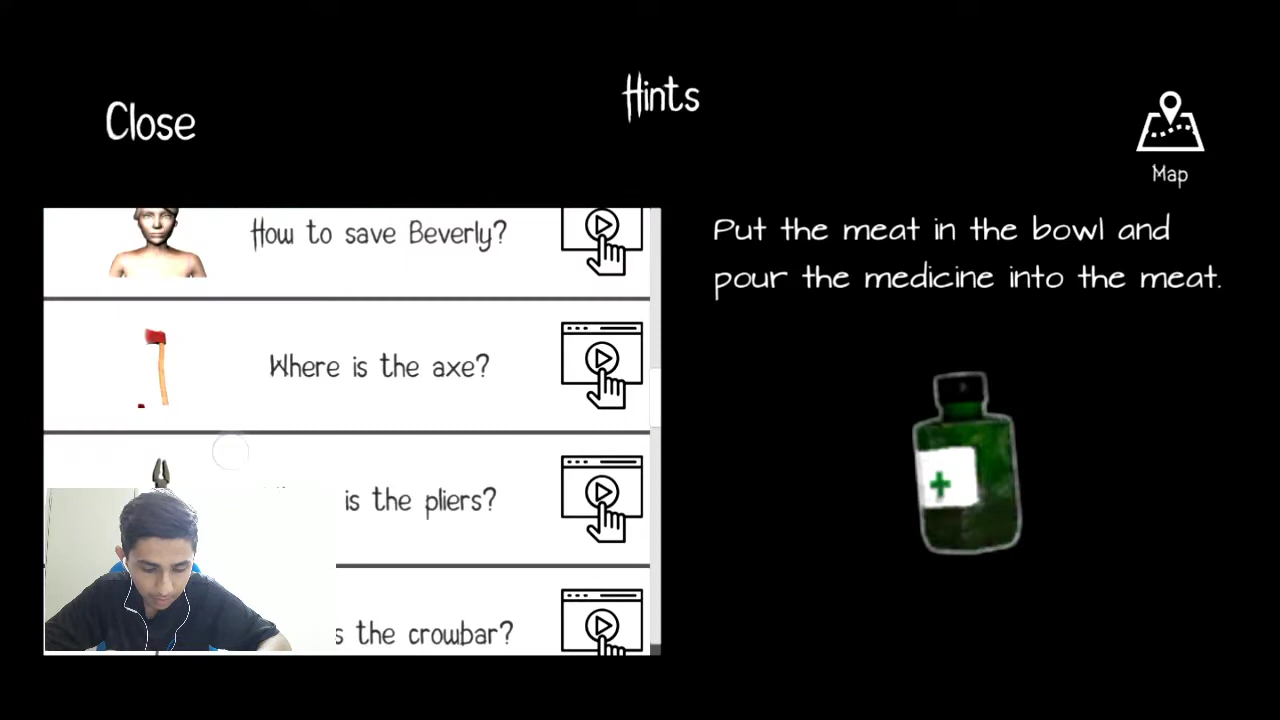 Hints
Close
Map
How to save Beverly?
Where is the axe?
is the pliers?
s the crowbar?
Put the meat in the bowl and
pour the medicine into the meat.